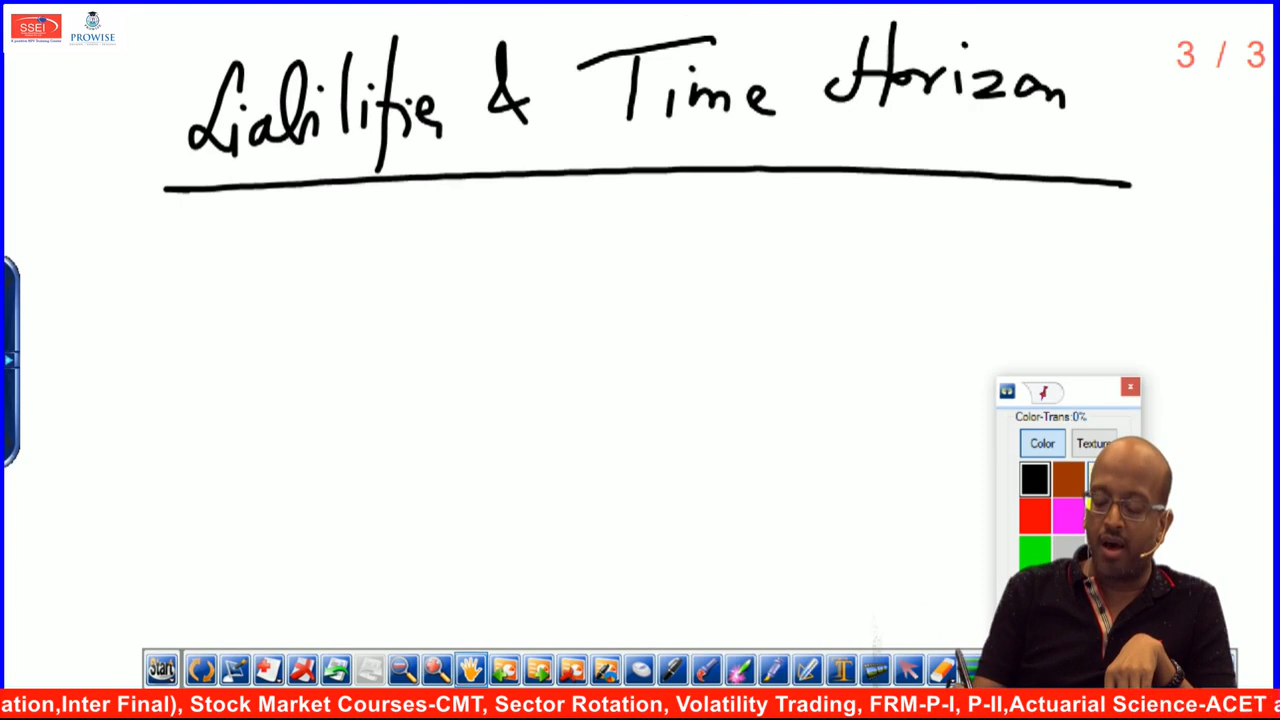 SSEI
PROWISE
3 / 3
Liabilities & Time Horizon
Color-Trans:0%
Color
Texture
Start
T
ation,Inter Final), Stock Market Courses-CMT, Sector Rotation, Volatility Trading, FRM-P-I, P-II,Actuarial Science-ACET a